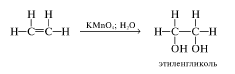 H H H H
KMnO₄; H₂O
H–C=C–H → H–C–C–H
OH OH
этиленгликоль